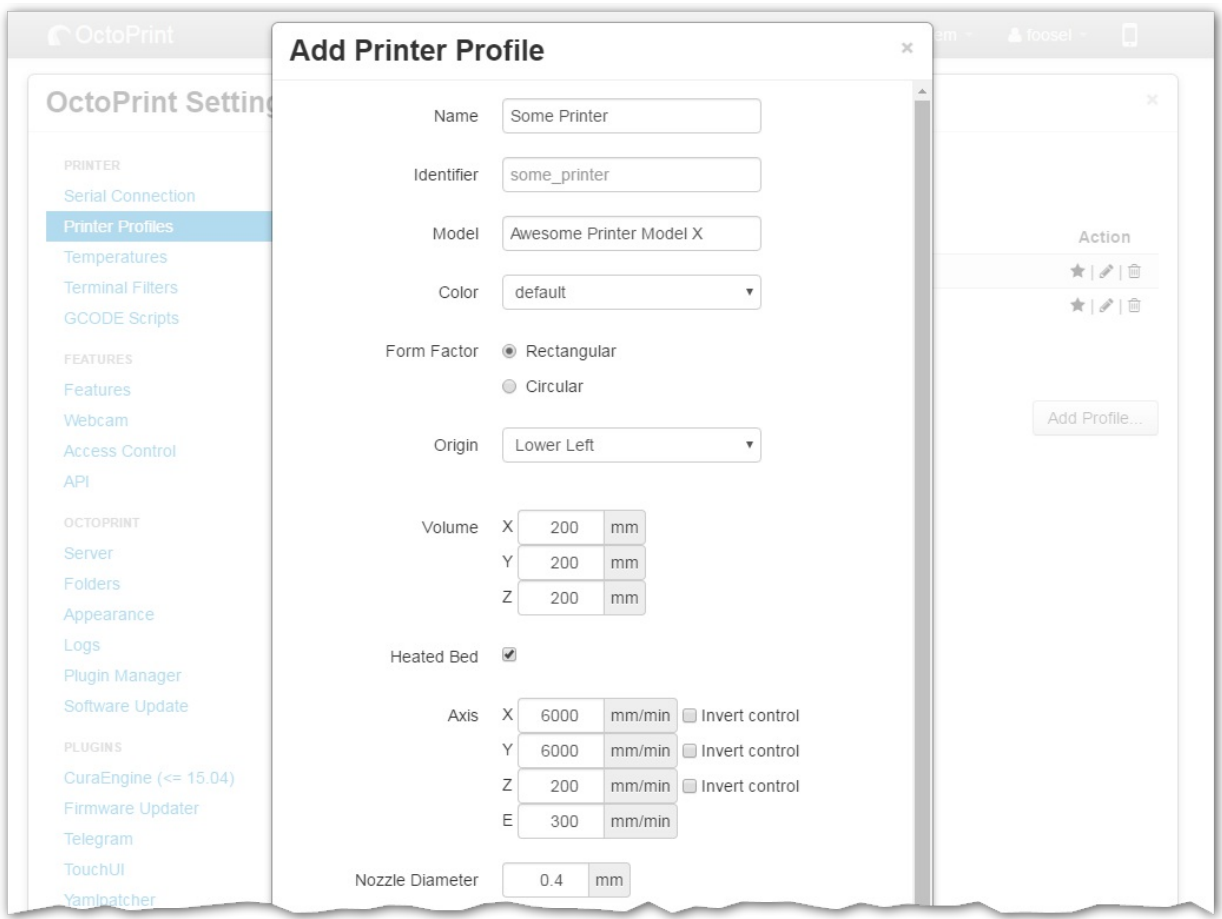 OctoPrint
em
foosel
Add Printer Profile
×
OctoPrint Setting
×
PRINTER
Serial Connection
Printer Profiles
Temperatures
Terminal Filters
GCODE Scripts
FEATURES
Features
Webcam
Access Control
API
OCTOPRINT
Server
Folders
Appearance
Logs
Plugin Manager
Software Update
PLUGINS
CuraEngine (<= 15.04)
Firmware Updater
Telegram
TouchUI
Yamlpatcher
Name Some Printer
Identifier some_printer
Model Awesome Printer Model X
Color default
Form Factor Rectangular
Circular
Origin Lower Left
Volume X 200 mm
Y 200 mm
Z 200 mm
Heated Bed
Axis X 6000 mm/min Invert control
Y 6000 mm/min Invert control
Z 200 mm/min Invert control
E 300 mm/min
Nozzle Diameter 0.4 mm
Action
| |
| |
Add Profile...